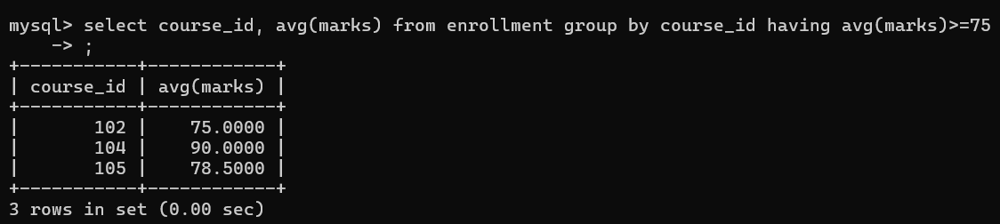 mysql> select course_id, avg(marks) from enrollment group by course_id having avg(marks)>=75
    -> ;
+-----------+------------+
| course_id | avg(marks) |
+-----------+------------+
|       102 |    75.0000 |
|       104 |    90.0000 |
|       105 |    78.5000 |
+-----------+------------+
3 rows in set (0.00 sec)